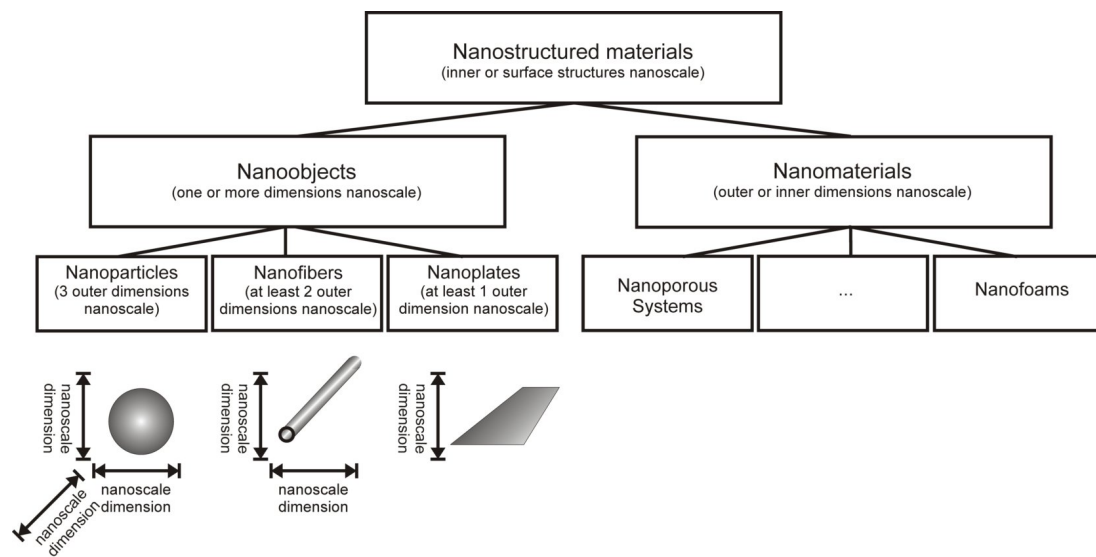 Nanostructured materials
(inner or surface structures nanoscale)
Nanoobjects
(one or more dimensions nanoscale)
Nanomaterials
(outer or inner dimensions nanoscale)
Nanoparticles
(3 outer dimensions
nanoscale)
Nanofibers
(at least 2 outer
dimensions nanoscale)
Nanoplates
(at least 1 outer
dimension nanoscale)
Nanoporous
Systems
...
Nanofoams
nanoscale
dimension
nanoscale
dimension
nanoscale
dimension
nanoscale
dimension
nanoscale
dimension
nanoscale
dimension